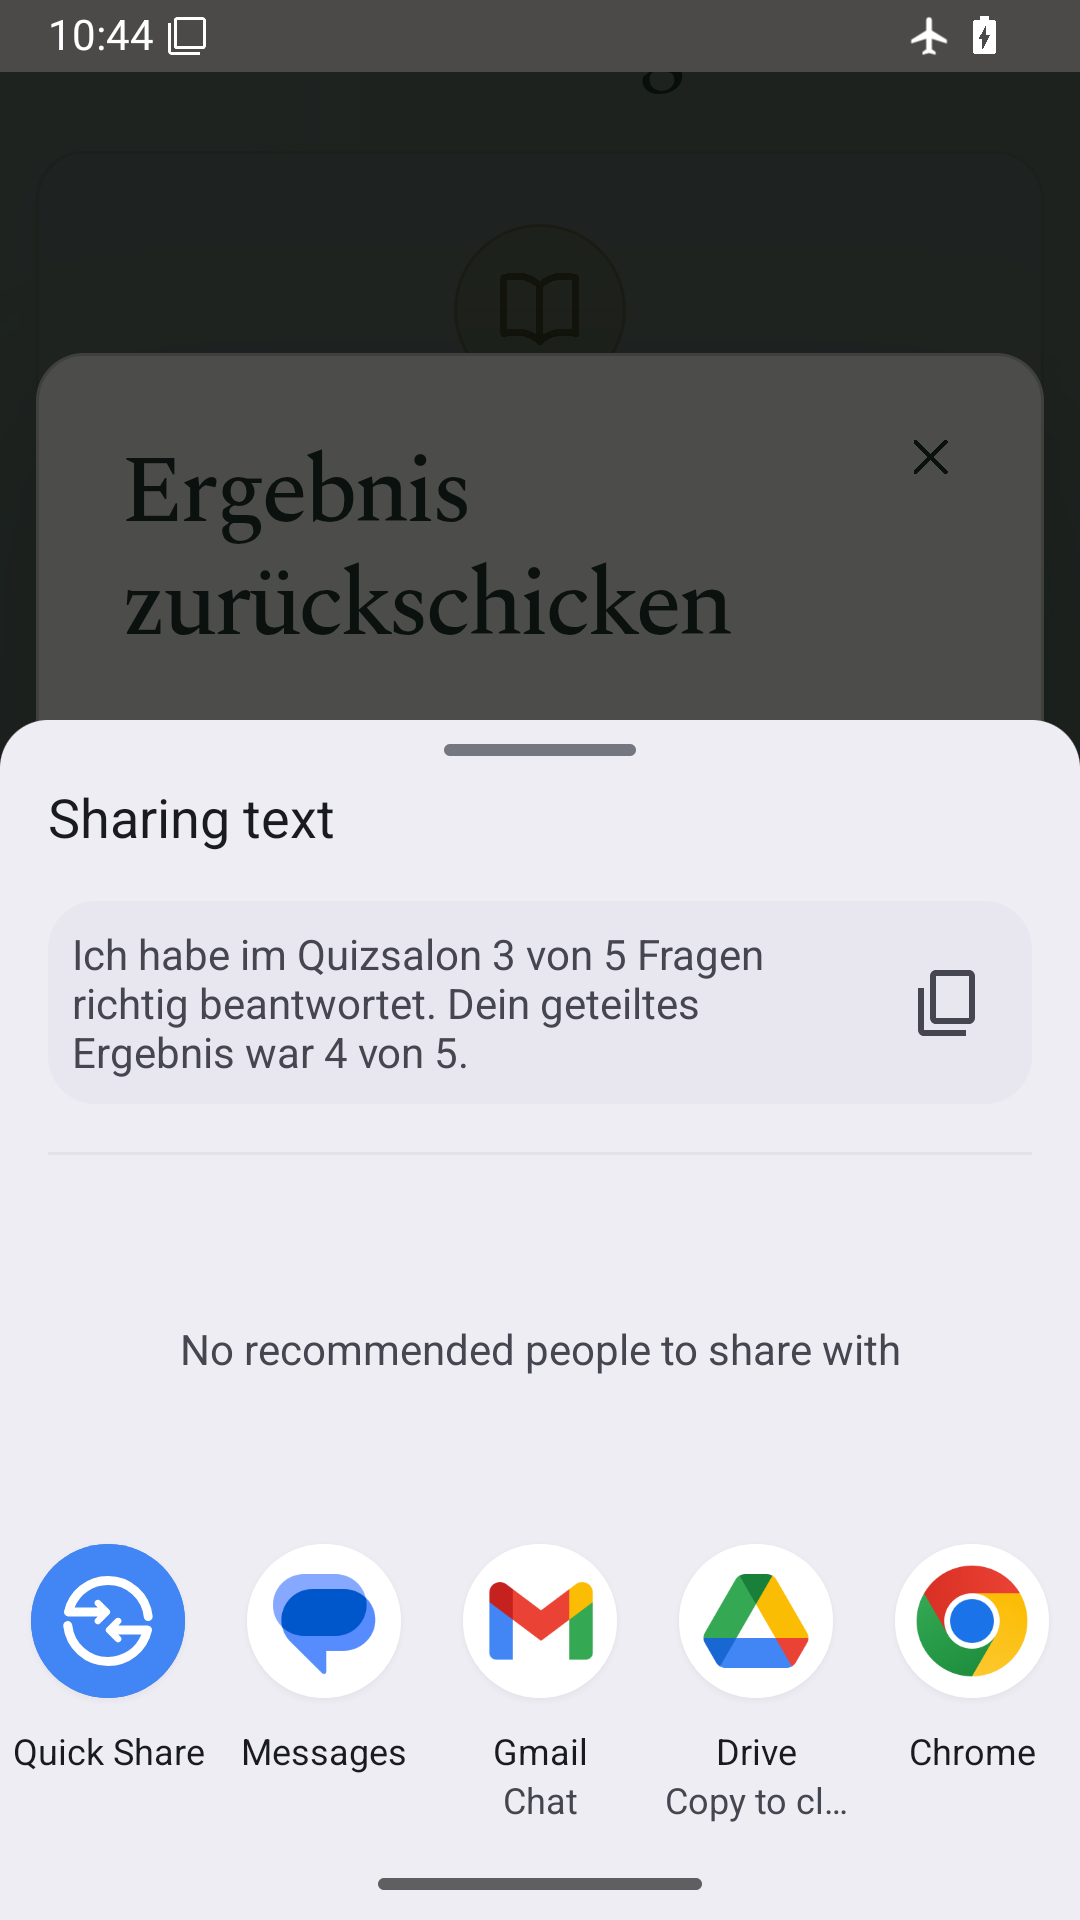 10:44
Ergebnis
zurückschicken
Sharing text
Ich habe im Quizsalon 3 von 5 Fragen
richtig beantwortet. Dein geteiltes
Ergebnis war 4 von 5.
No recommended people to share with
Quick Share
Messages
Gmail
Chat
Drive
Copy to cl…
Chrome